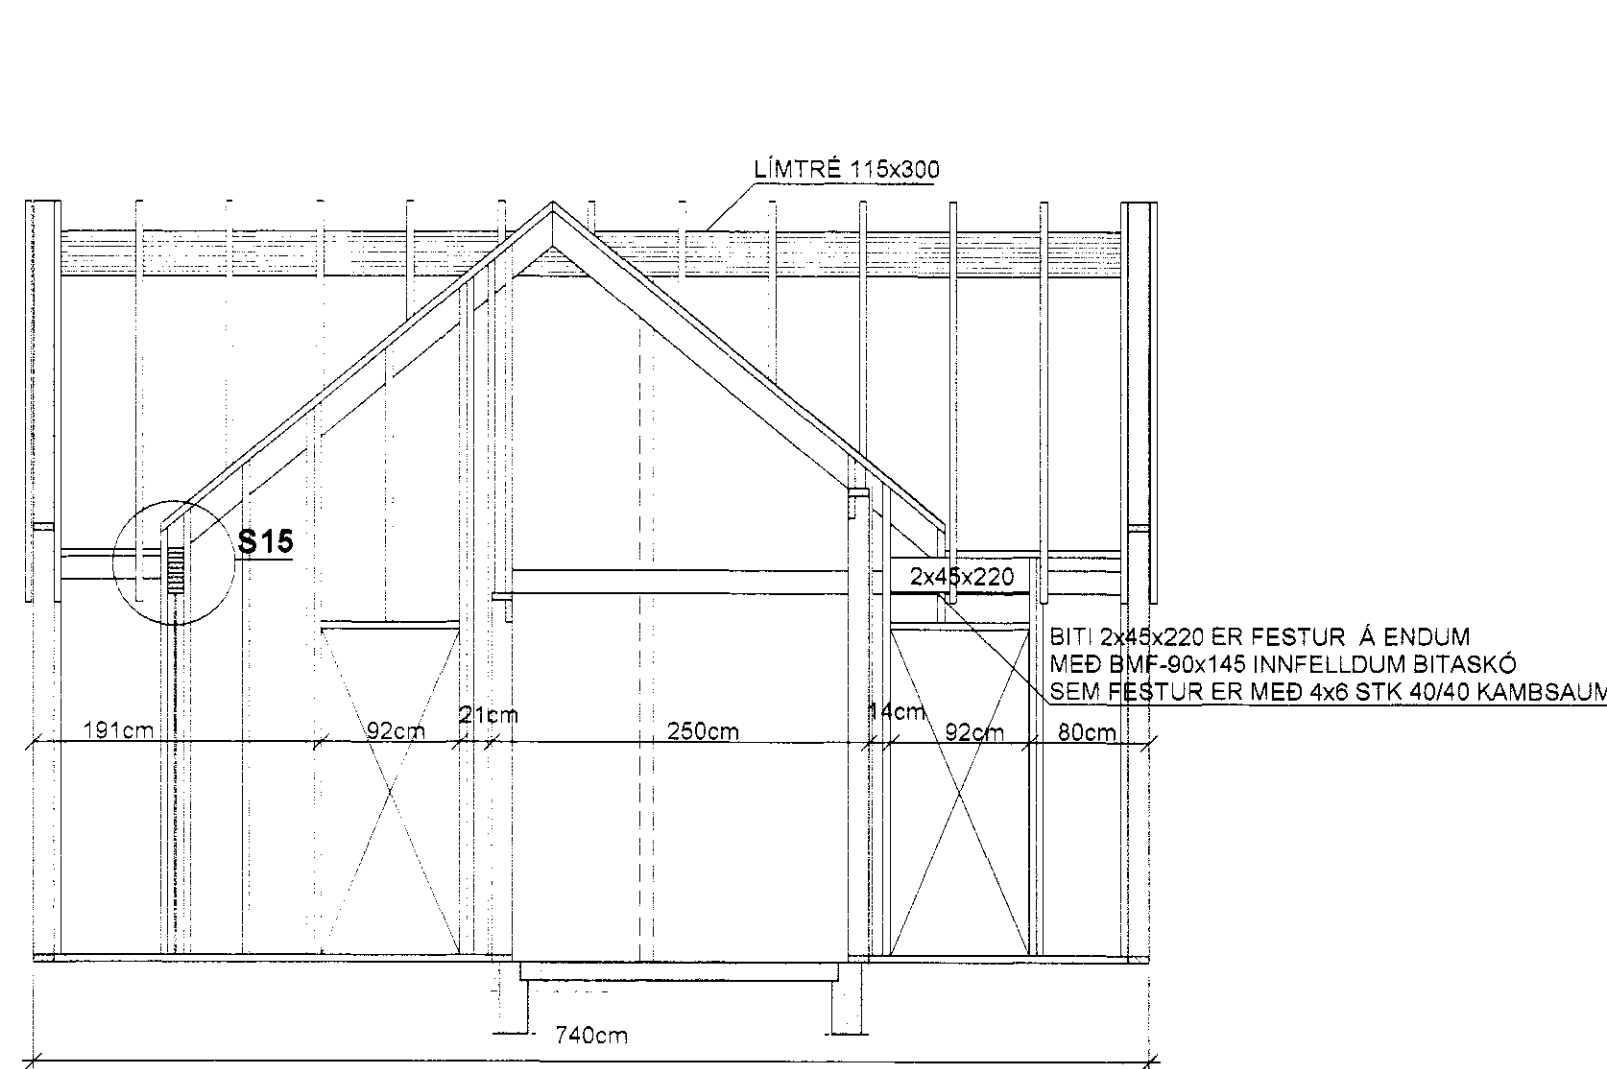 LÍMTRÉ 115x300
S15
2x45x220
BITI 2x45x220 ER FESTUR Á ENDUM
MEÐ BMF-90x145 INNFELLDUM BITASKÓ
SEM FESTUR ER MEÐ 4x6 STK 40/40 KAMBSAUM
191cm 92cm 21cm 250cm 14cm 92cm 80cm
740cm